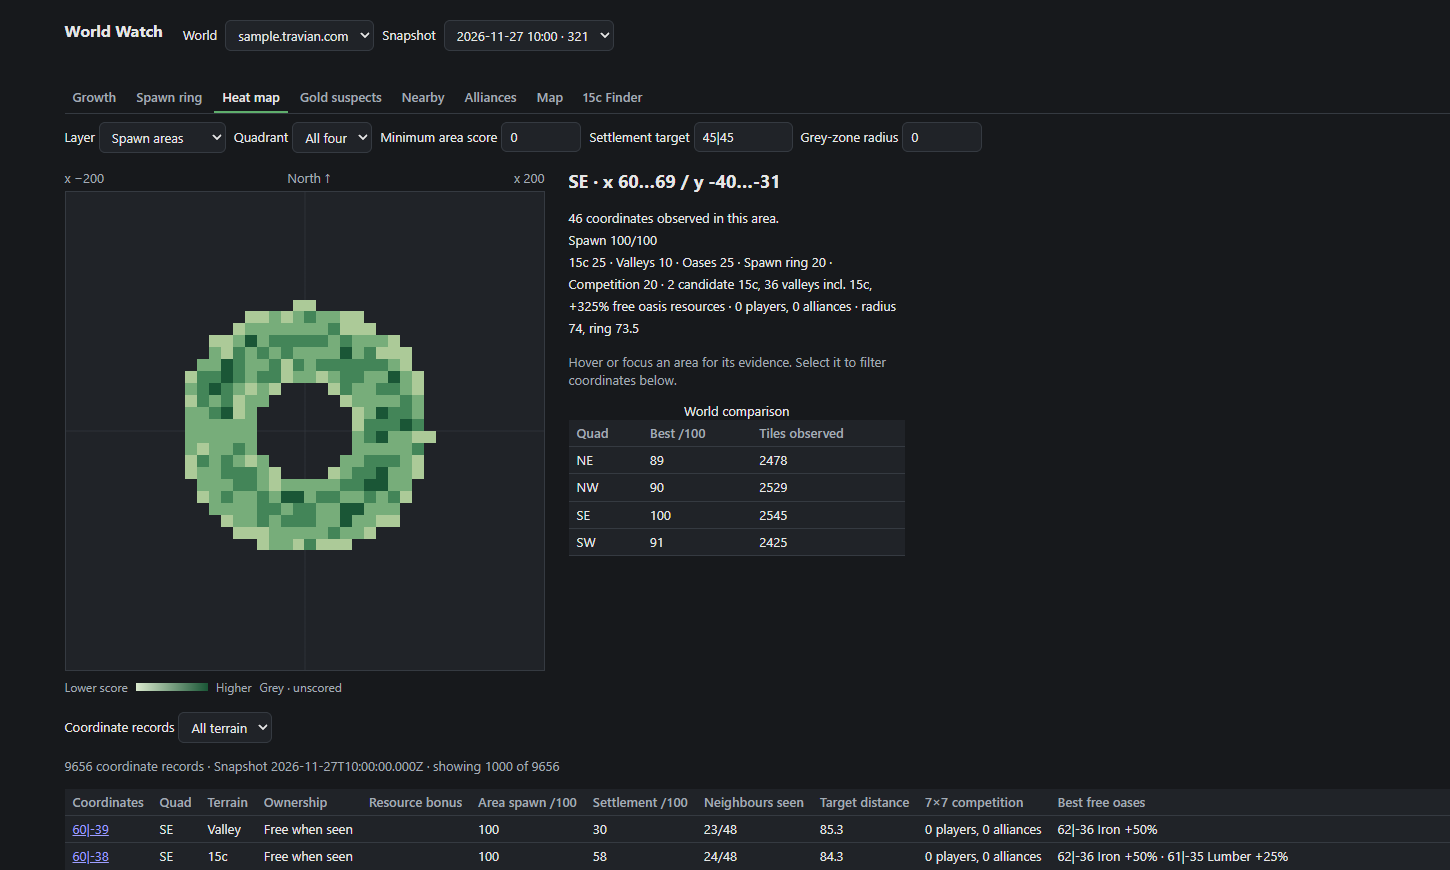 World Watch World sample.travian.com Snapshot 2026-11-27 10:00 · 321
Growth Spawn ring Heat map Gold suspects Nearby Alliances Map 15c Finder
Layer Spawn areas Quadrant All four Minimum area score 0 Settlement target 45|45 Grey-zone radius 0
x −200 North ↑ x 200
SE · x 60…69 / y -40…-31
46 coordinates observed in this area.
Spawn 100/100
15c 25 · Valleys 10 · Oases 25 · Spawn ring 20 ·
Competition 20 · 2 candidate 15c, 36 valleys incl. 15c,
+325% free oasis resources · 0 players, 0 alliances · radius
74, ring 73.5
Hover or focus an area for its evidence. Select it to filter
coordinates below.
World comparison
Quad Best /100 Tiles observed
NE 89 2478
NW 90 2529
SE 100 2545
SW 91 2425
Lower score Higher Grey · unscored
Coordinate records All terrain
9656 coordinate records · Snapshot 2026-11-27T10:00:00.000Z · showing 1000 of 9656
Coordinates Quad Terrain Ownership Resource bonus Area spawn /100 Settlement /100 Neighbours seen Target distance 7×7 competition Best free oases
60|-39 SE Valley Free when seen 100 30 23/48 85.3 0 players, 0 alliances 62|-36 Iron +50%
60|-38 SE 15c Free when seen 100 58 24/48 84.3 0 players, 0 alliances 62|-36 Iron +50% · 61|-35 Lumber +25%